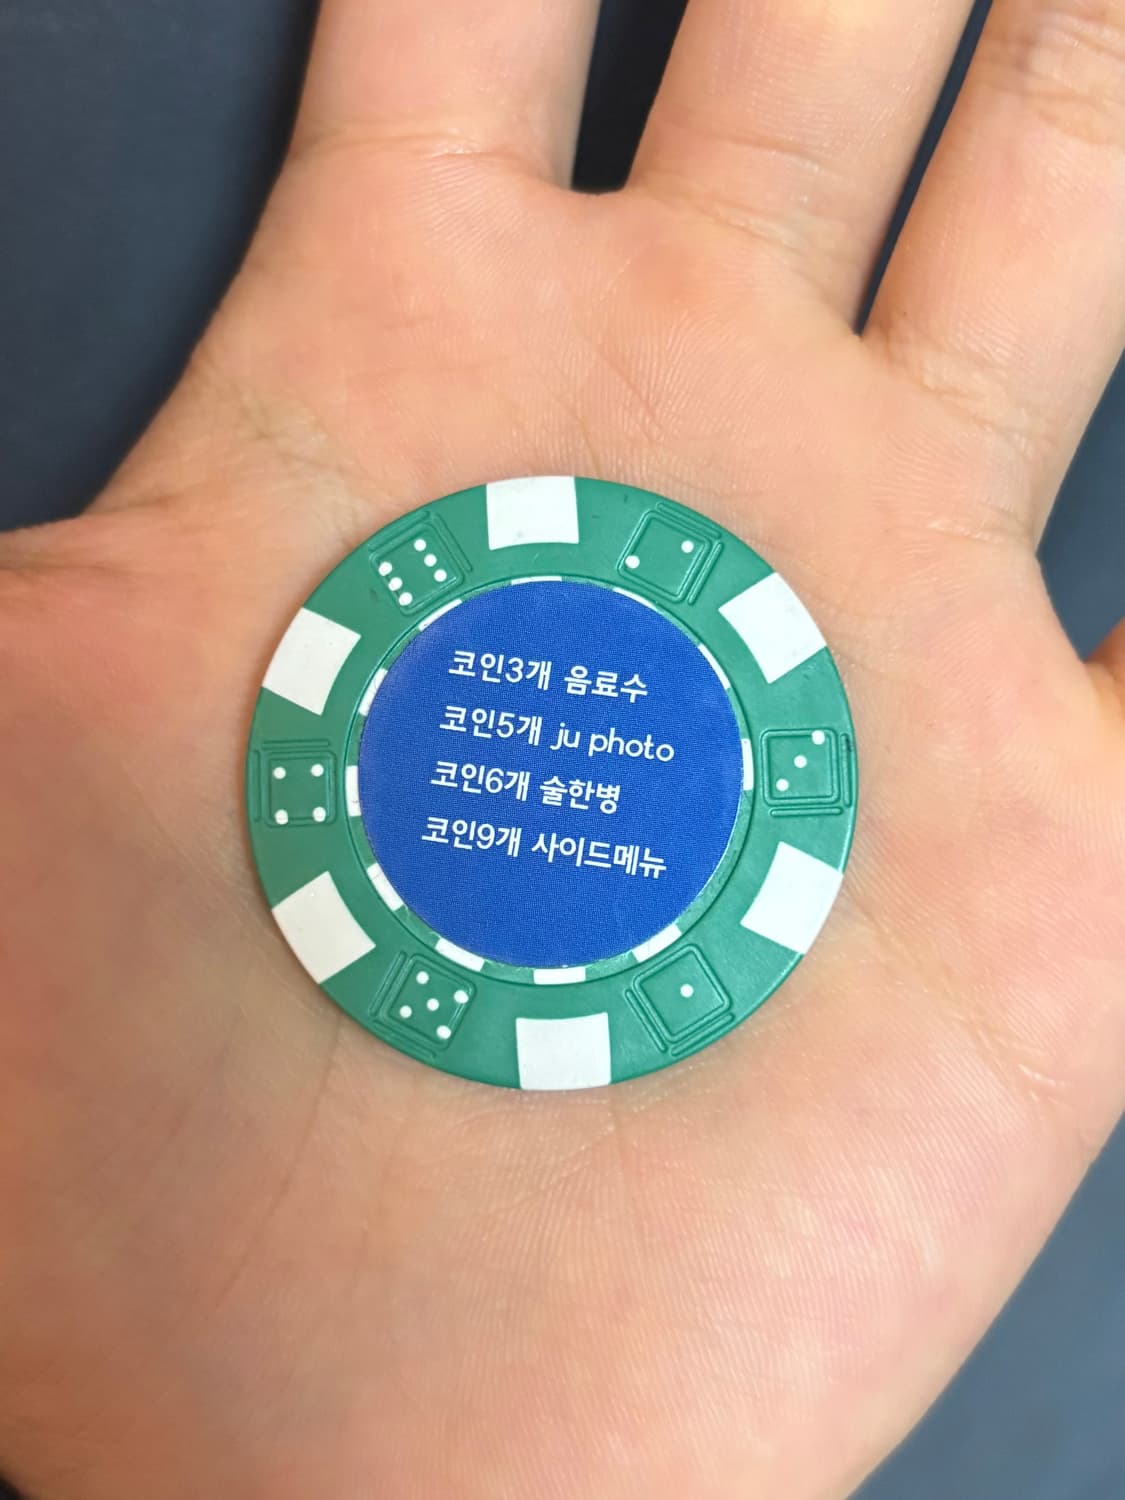 코인3개 음료수
코인5개 ju photo
코인6개 술한병
코인9개 사이드메뉴